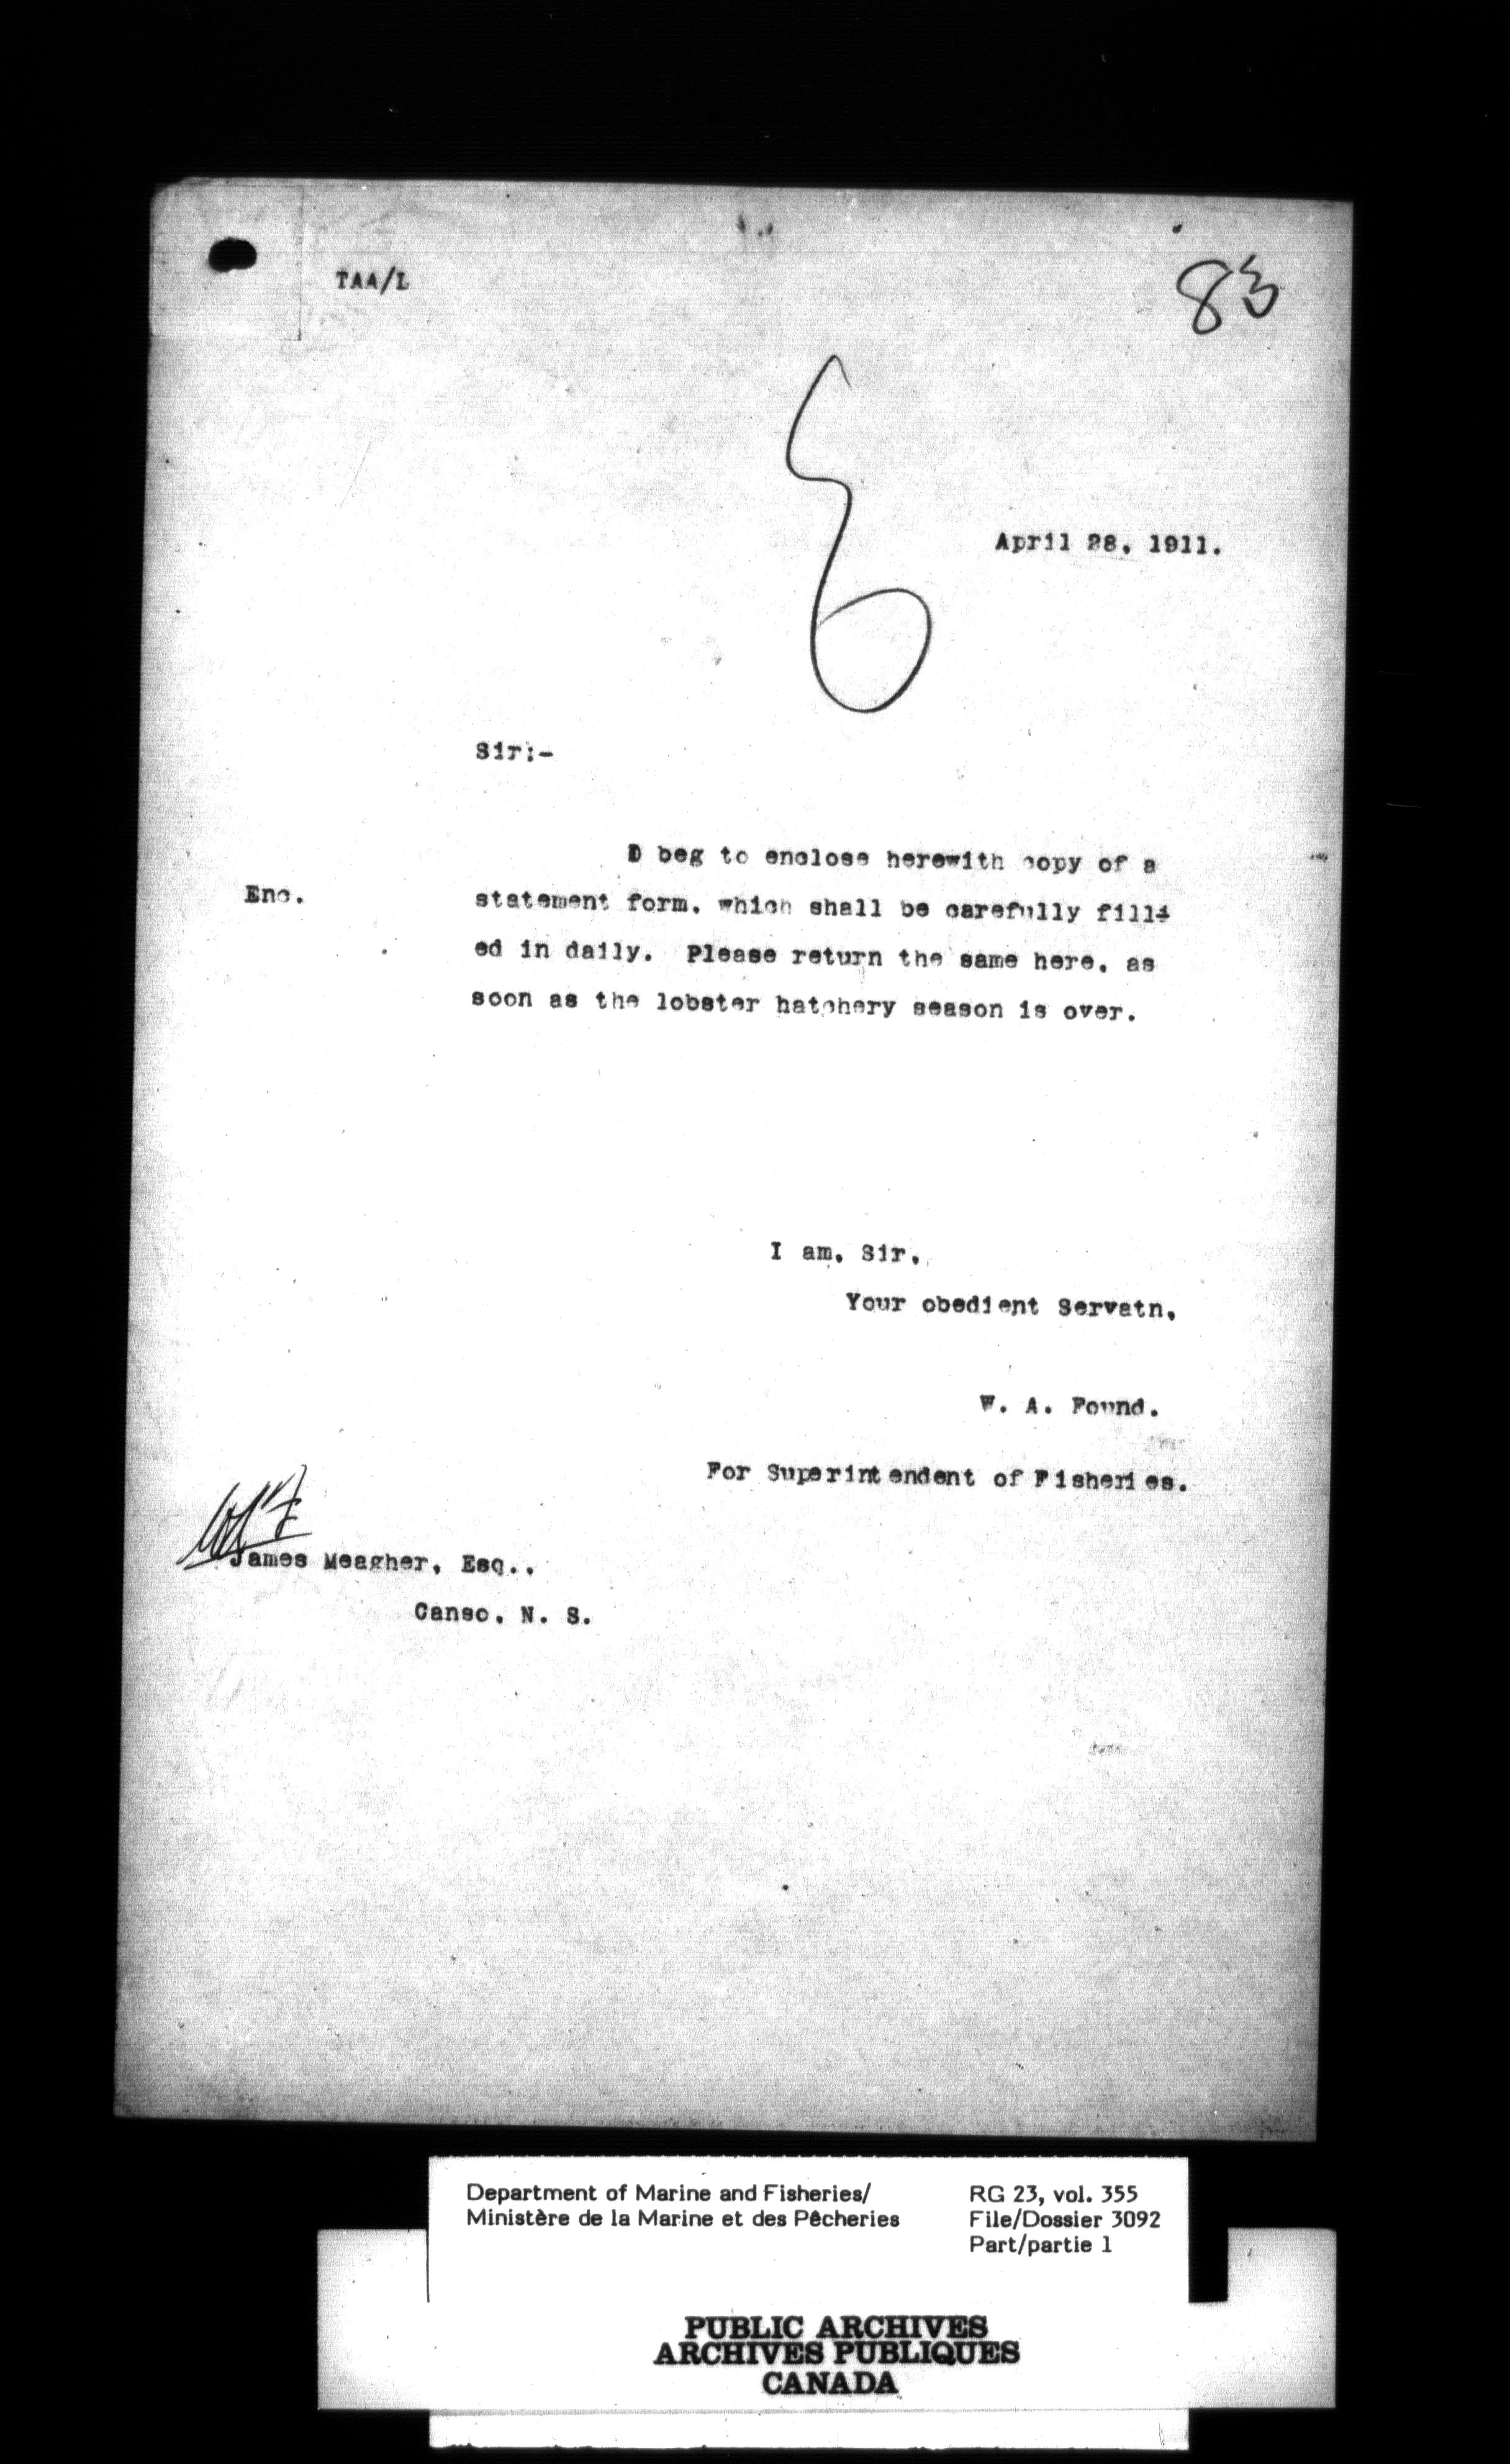 TAA/L
83
April 28, 1911.
Sir:-
I beg to enclose herewith copy of a
Enc.
statement form, which shall be carefully fill-
ed in daily. Please return the same here, as
soon as the lobster hatchery season is over.
I am, Sir,
Your obedient Servatn,
W. A. Found.
For Superintendent of Fisheries.
James Meagher, Esq.,
Canso, N. S.
Department of Marine and Fisheries/
Ministère de la Marine et des Pêcheries
RG 23, vol. 355
File/Dossier 3092
Part/partie 1
PUBLIC ARCHIVES
ARCHIVES PUBLIQUES
CANADA